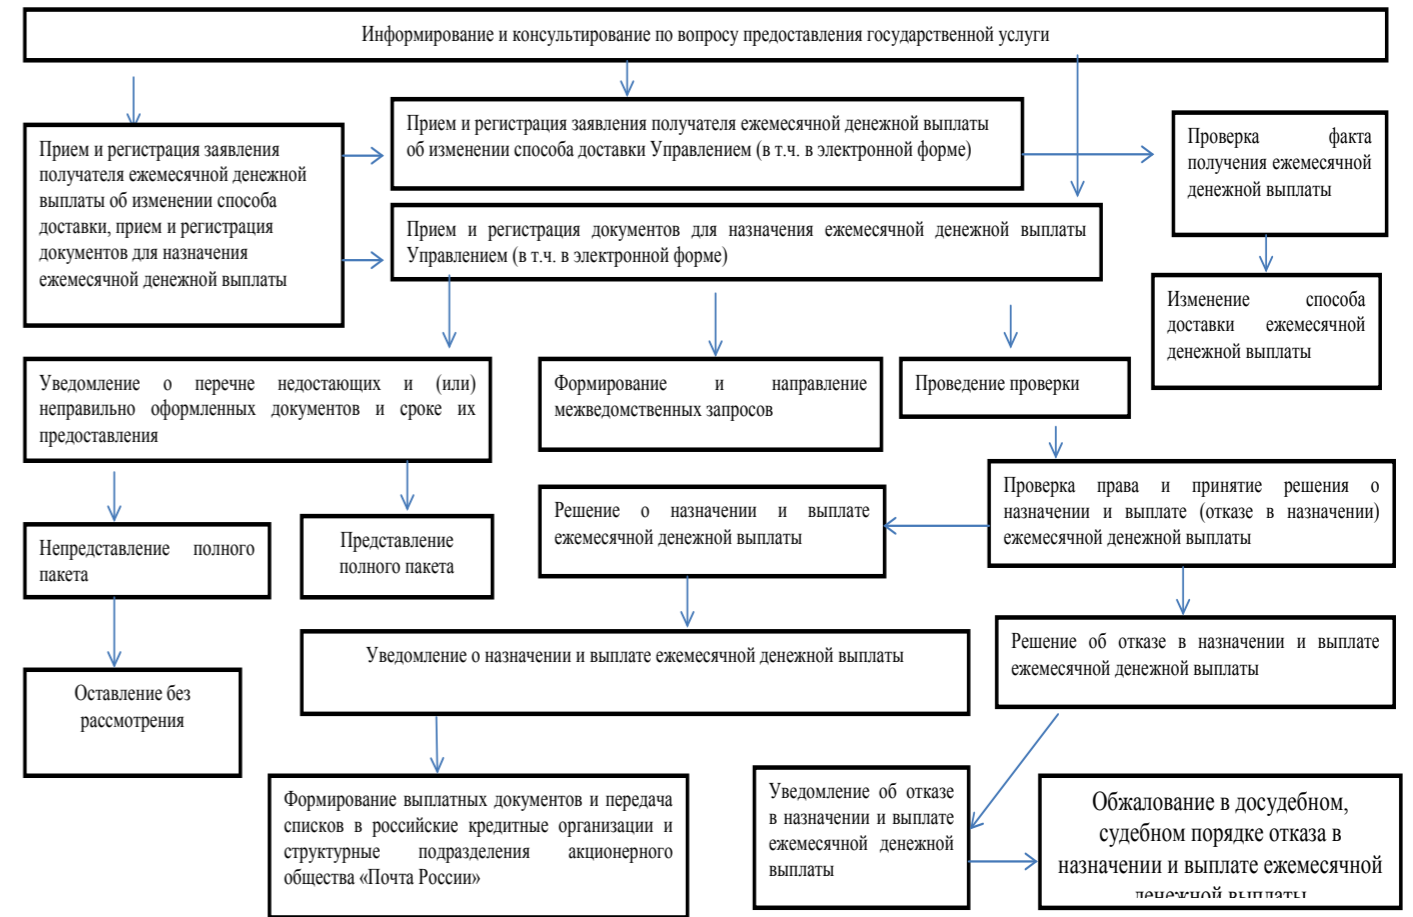 Информирование и консультирование по вопросу предоставления государственной услуги
Прием и регистрация заявления
получателя ежемесячной денежной
выплаты об изменении способа
доставки, прием и регистрация
документов для назначения
ежемесячной денежной выплаты
Прием и регистрация заявления получателя ежемесячной денежной выплаты
об изменении способа доставки Управлением (в т.ч. в электронной форме)
Проверка факта
получения ежемесячной
денежной выплаты
Прием и регистрация документов для назначения ежемесячной денежной выплаты
Управлением (в т.ч. в электронной форме)
Изменение способа
доставки ежемесячной
денежной выплаты
Уведомление о перечне недостающих и (или)
неправильно оформленных документов и сроке их
предоставления
Формирование и направление
межведомственных запросов
Проведение проверки
Проверка права и принятие решения о
назначении и выплате (отказе в назначении)
ежемесячной денежной выплаты
Решение о назначении и выплате
ежемесячной денежной выплаты
Непредставление полного
пакета
Представление
полного пакета
Уведомление о назначении и выплате ежемесячной денежной выплаты
Решение об отказе в назначении и выплате
ежемесячной денежной выплаты
Оставление без
рассмотрения
Формирование выплатных документов и передача
списков в российские кредитные организации и
структурные подразделения акционерного
общества «Почта России»
Уведомление об отказе
в назначении и выплате
ежемесячной денежной
выплаты
Обжалование в досудебном,
судебном порядке отказа в
назначении и выплате ежемесячной
денежной выплаты